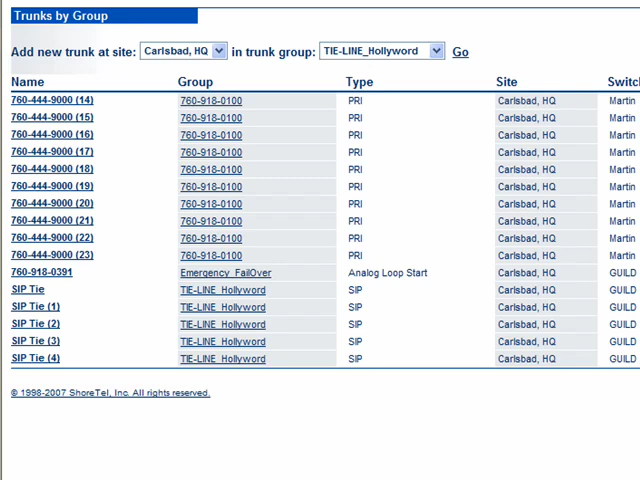 Trunks by Group
Add new trunk at site: Carlsbad, HQ in trunk group: TIE-LINE_Hollyword Go
Name Group Type Site Switc
760-444-9000 (14) 760-918-0100 PRI Carlsbad, HQ Martin
760-444-9000 (15) 760-918-0100 PRI Carlsbad, HQ Martin
760-444-9000 (16) 760-918-0100 PRI Carlsbad, HQ Martin
760-444-9000 (17) 760-918-0100 PRI Carlsbad, HQ Martin
760-444-9000 (18) 760-918-0100 PRI Carlsbad, HQ Martin
760-444-9000 (19) 760-918-0100 PRI Carlsbad, HQ Martin
760-444-9000 (20) 760-918-0100 PRI Carlsbad, HQ Martin
760-444-9000 (21) 760-918-0100 PRI Carlsbad, HQ Martin
760-444-9000 (22) 760-918-0100 PRI Carlsbad, HQ Martin
760-444-9000 (23) 760-918-0100 PRI Carlsbad, HQ Martin
760-918-0391 Emergency_FailOver Analog Loop Start Carlsbad, HQ GUILD
SIP Tie TIE-LINE_Hollyword SIP Carlsbad, HQ GUILD
SIP Tie (1) TIE-LINE_Hollyword SIP Carlsbad, HQ GUILD
SIP Tie (2) TIE-LINE_Hollyword SIP Carlsbad, HQ GUILD
SIP Tie (3) TIE-LINE_Hollyword SIP Carlsbad, HQ GUILD
SIP Tie (4) TIE-LINE_Hollyword SIP Carlsbad, HQ GUILD
© 1998-2007 ShoreTel, Inc. All rights reserved.